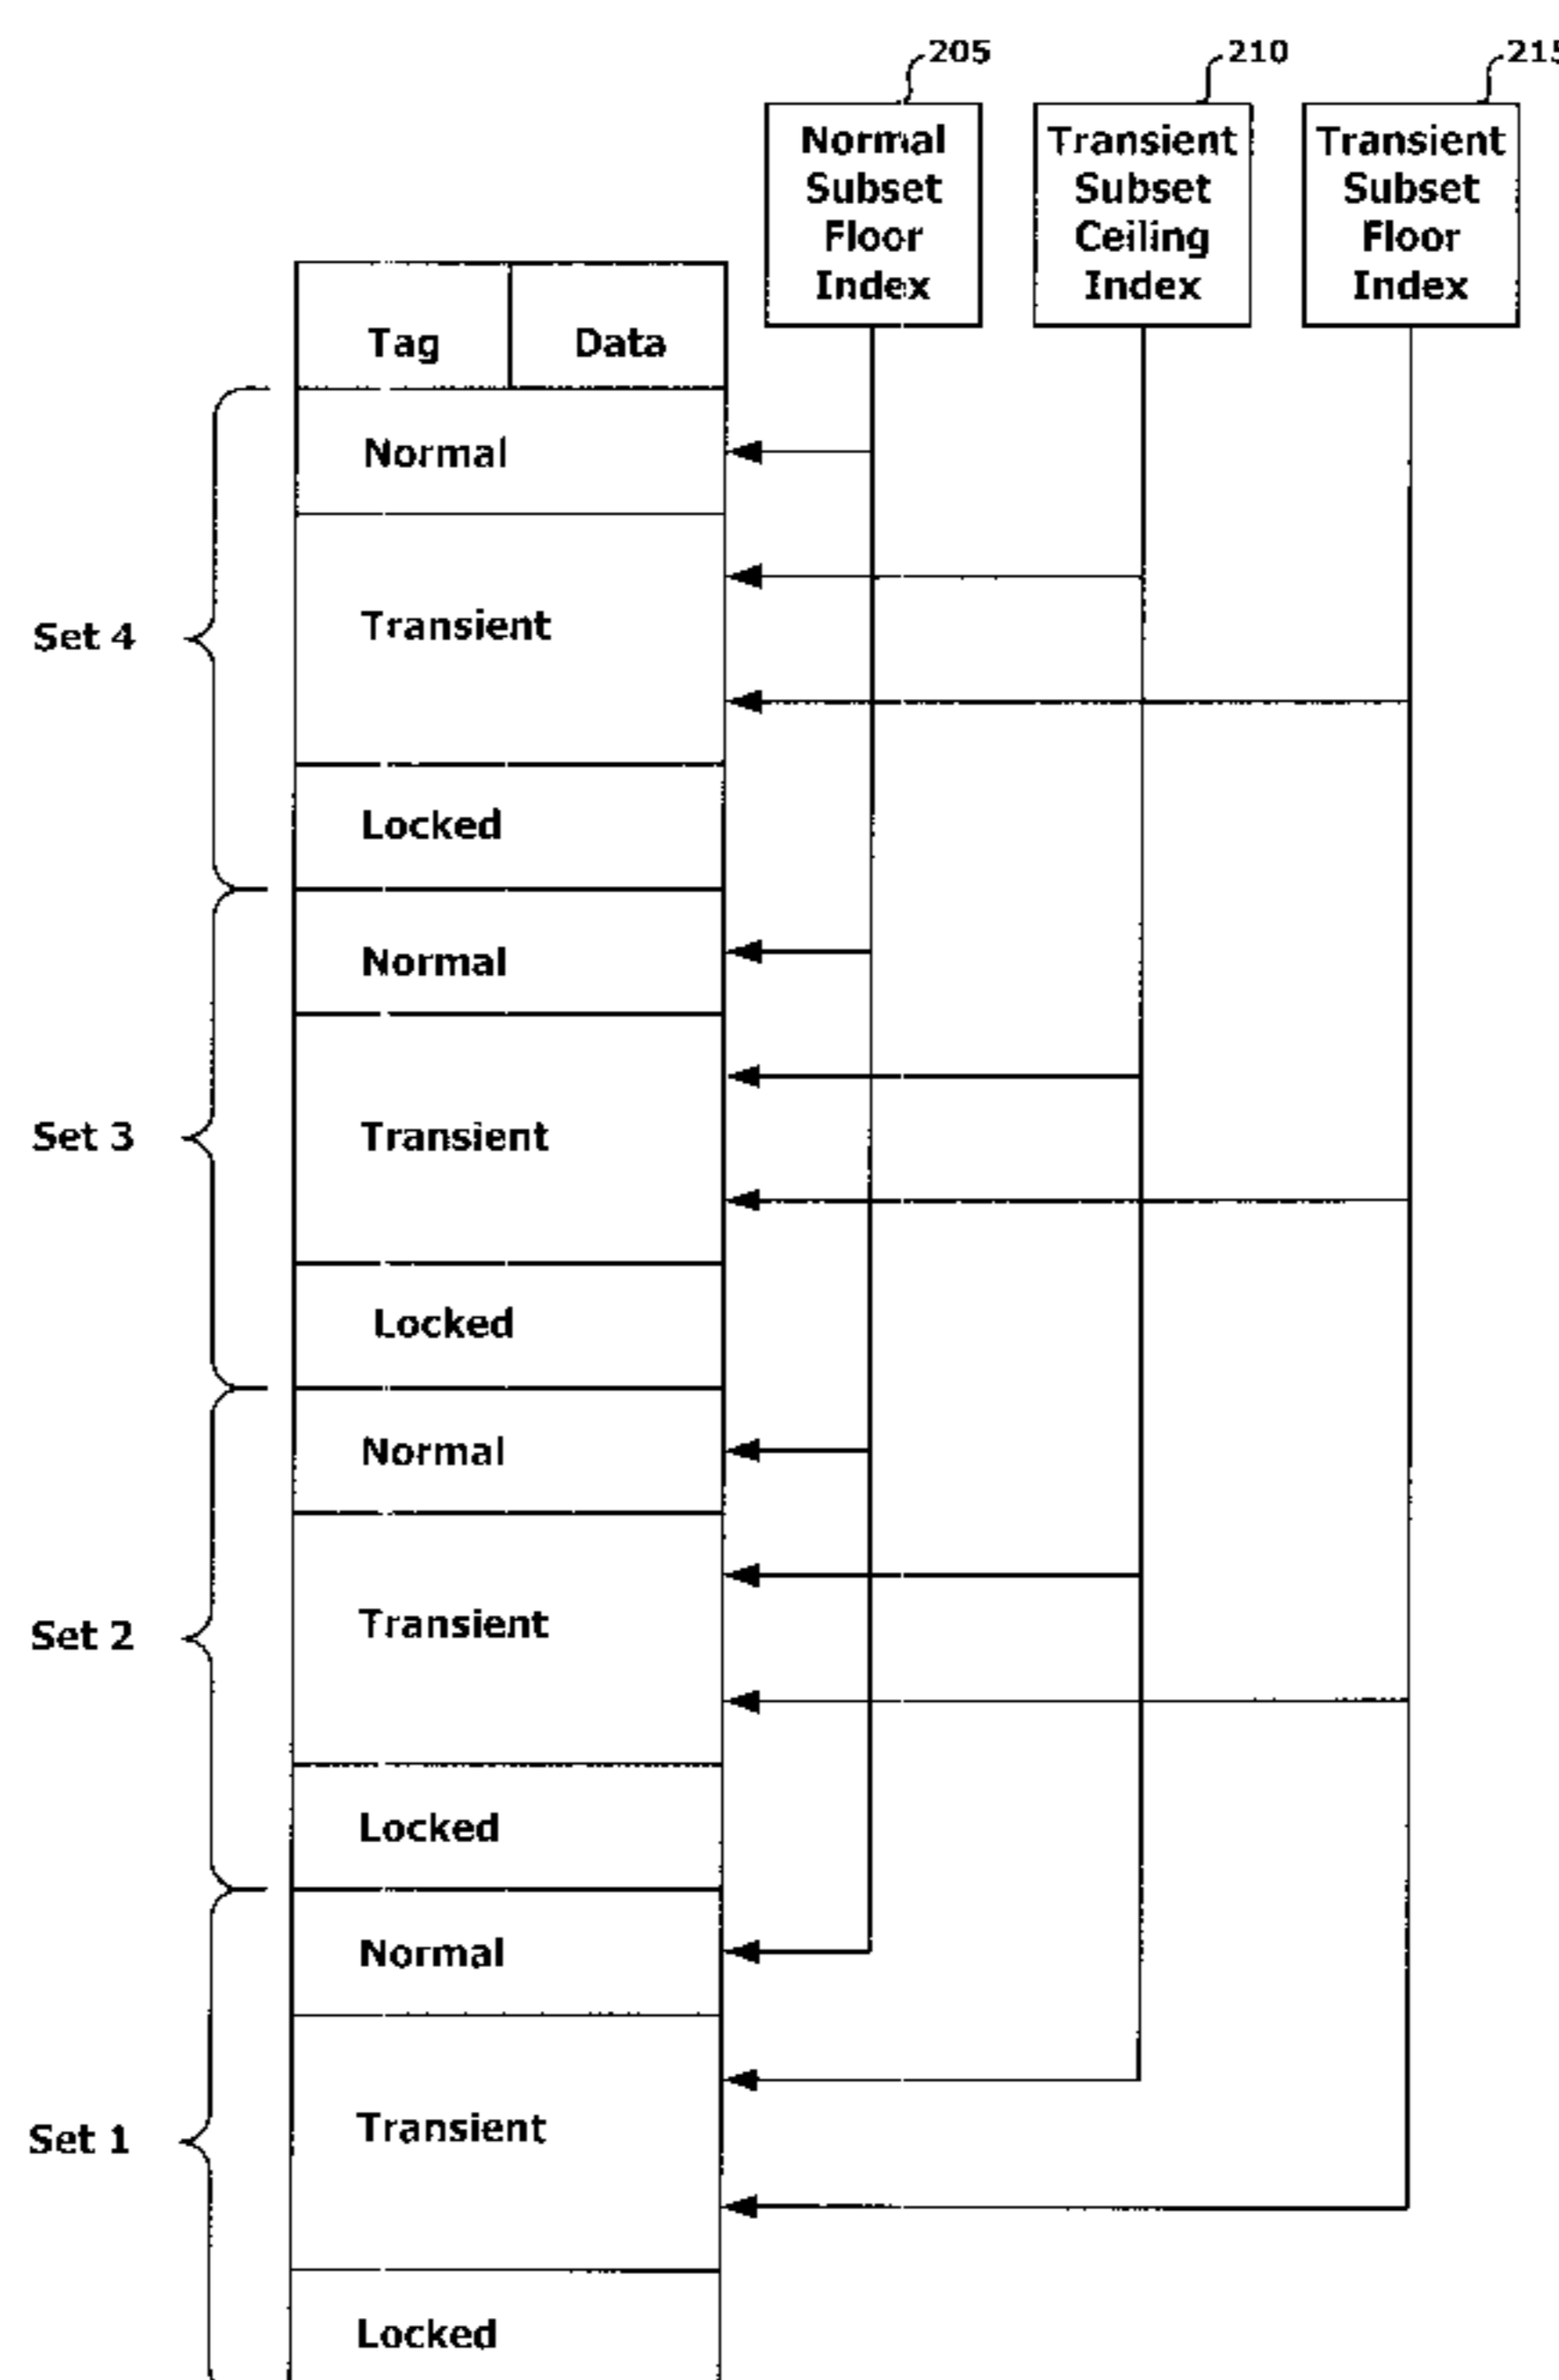 205
210
215
Normal
Subset
Floor
Index
Transient
Subset
Ceiling
Index
Transient
Subset
Floor
Index
Tag
Data
Normal
Set 4
Transient
Locked
Normal
Set 3
Transient
Locked
Normal
Set 2
Transient
Locked
Normal
Set 1
Transient
Locked